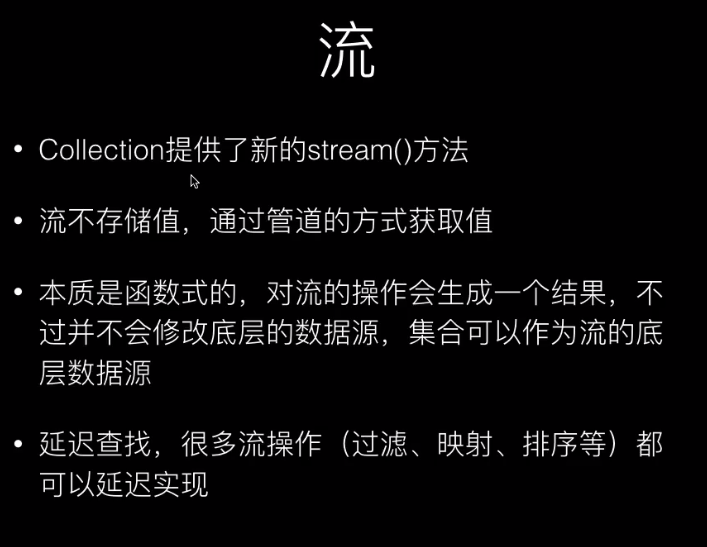 流
• Collection提供了新的stream()方法
• 流不存储值，通过管道的方式获取值
• 本质是函数式的，对流的操作会生成一个结果，不
过并不会修改底层的数据源，集合可以作为流的底
层数据源
• 延迟查找，很多流操作（过滤、映射、排序等）都
可以延迟实现